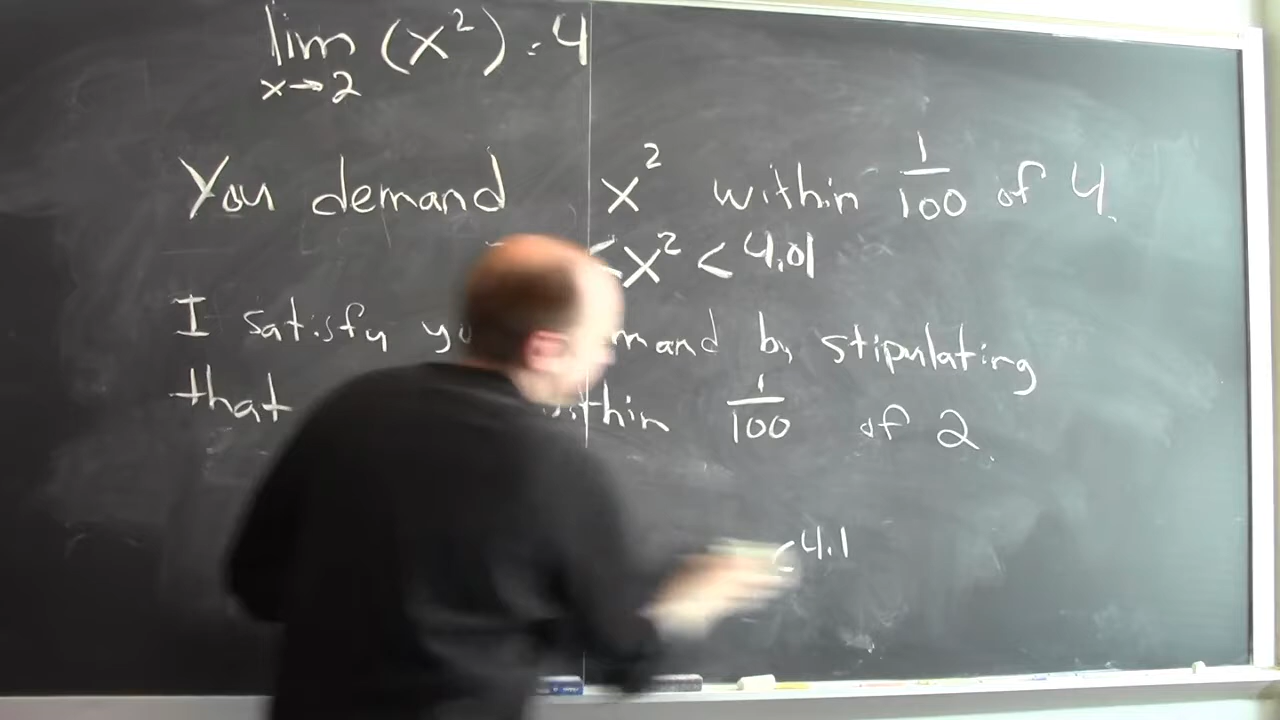 lim (x²) = 4
x→2
You demand x² within 1/100 of 4.
< x² < 4.01
I satisfy demand by stipulating
that within 1/100 of 2.
< 4.1